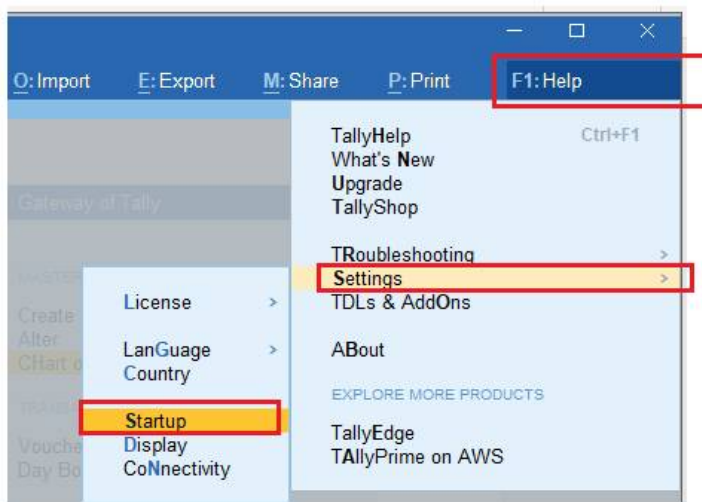 O: Import E: Export M: Share P: Print F1: Help
TallyHelp Ctrl+F1
What's New
Upgrade
TallyShop
TRoubleshooting >
Settings >
TDLs & AddOns
ABout
EXPLORE MORE PRODUCTS
TallyEdge
TAllyPrime on AWS
License >
LanGuage >
Country
Startup
Display
CoNnectivity
Gateway of Tally
Create
Alter
CHart o
Vouche
Day Bo